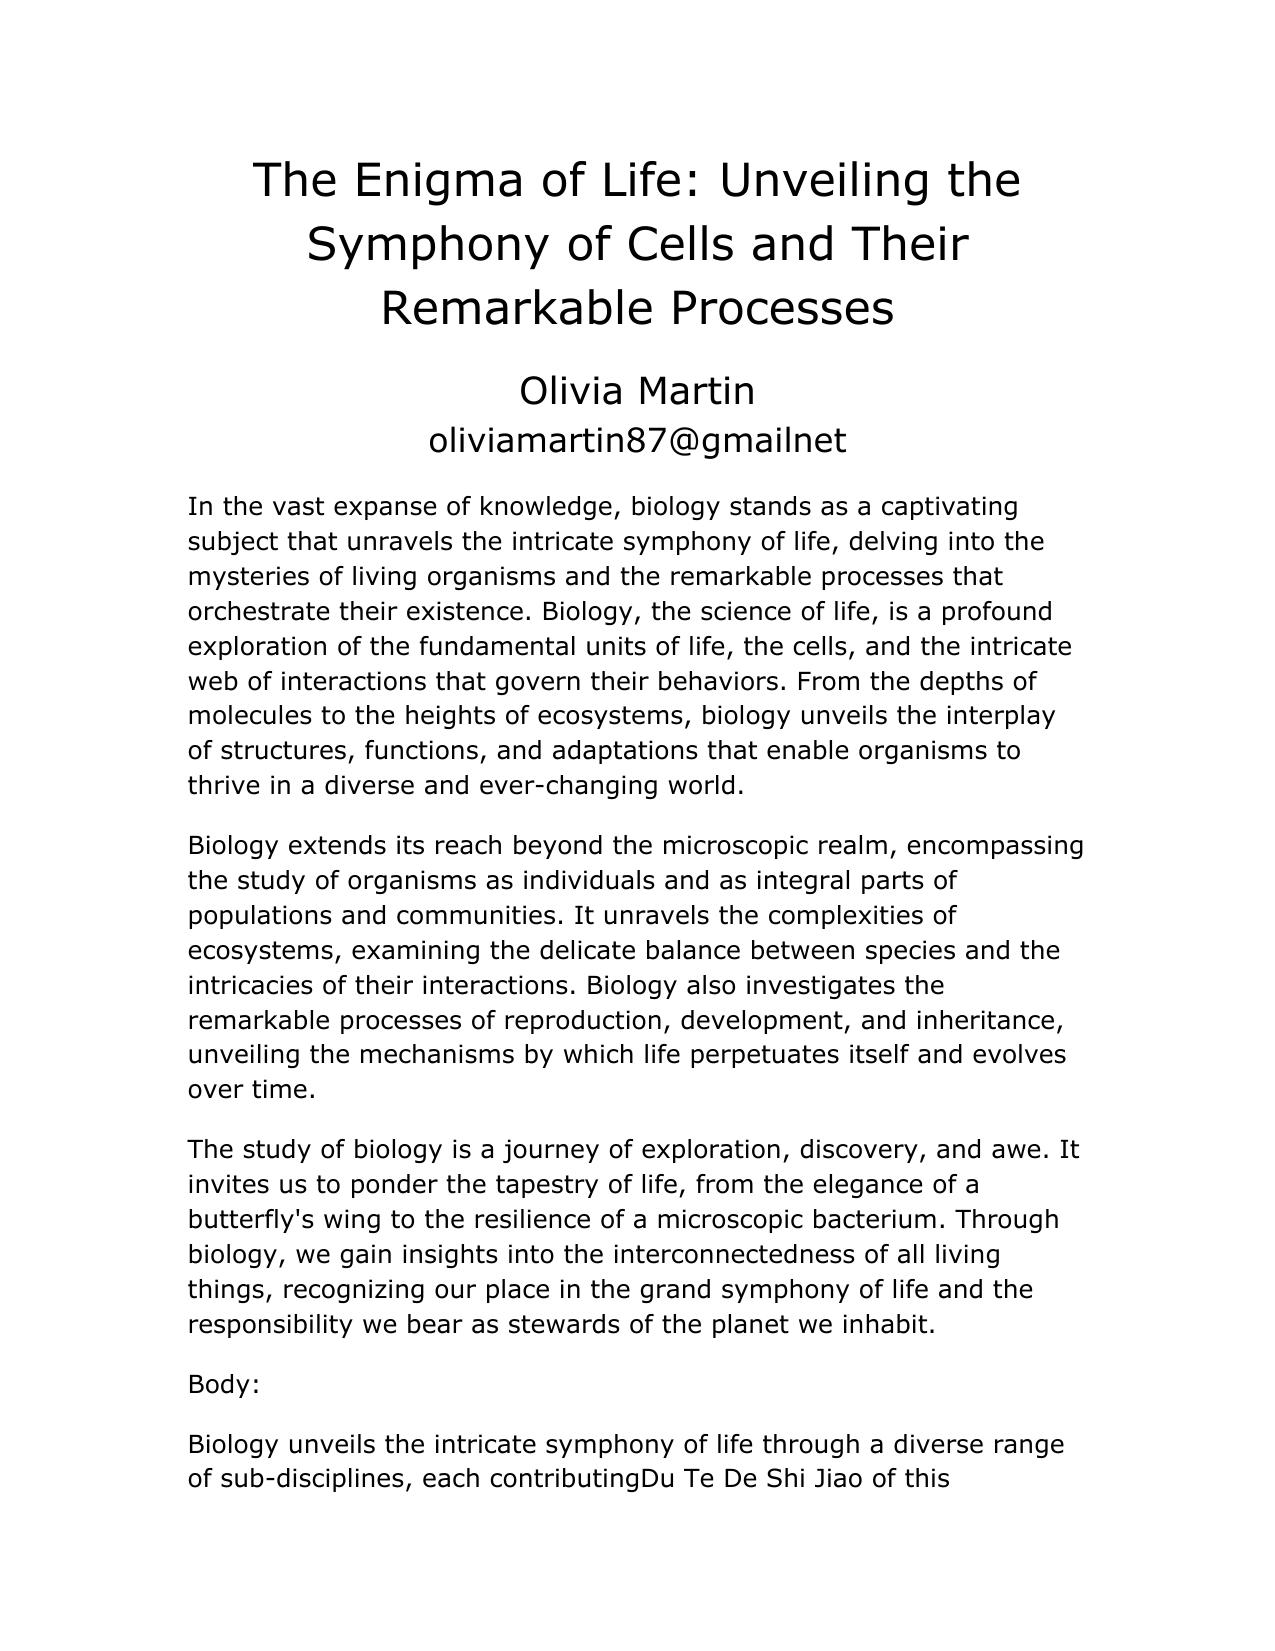 The Enigma of Life: Unveiling the
Symphony of Cells and Their
Remarkable Processes
Olivia Martin
oliviamartin87@gmailnet
In the vast expanse of knowledge, biology stands as a captivating
subject that unravels the intricate symphony of life, delving into the
mysteries of living organisms and the remarkable processes that
orchestrate their existence. Biology, the science of life, is a profound
exploration of the fundamental units of life, the cells, and the intricate
web of interactions that govern their behaviors. From the depths of
molecules to the heights of ecosystems, biology unveils the interplay
of structures, functions, and adaptations that enable organisms to
thrive in a diverse and ever-changing world.
Biology extends its reach beyond the microscopic realm, encompassing
the study of organisms as individuals and as integral parts of
populations and communities. It unravels the complexities of
ecosystems, examining the delicate balance between species and the
intricacies of their interactions. Biology also investigates the
remarkable processes of reproduction, development, and inheritance,
unveiling the mechanisms by which life perpetuates itself and evolves
over time.
The study of biology is a journey of exploration, discovery, and awe. It
invites us to ponder the tapestry of life, from the elegance of a
butterfly's wing to the resilience of a microscopic bacterium. Through
biology, we gain insights into the interconnectedness of all living
things, recognizing our place in the grand symphony of life and the
responsibility we bear as stewards of the planet we inhabit.
Body:
Biology unveils the intricate symphony of life through a diverse range
of sub-disciplines, each contributingDu Te De Shi Jiao of this